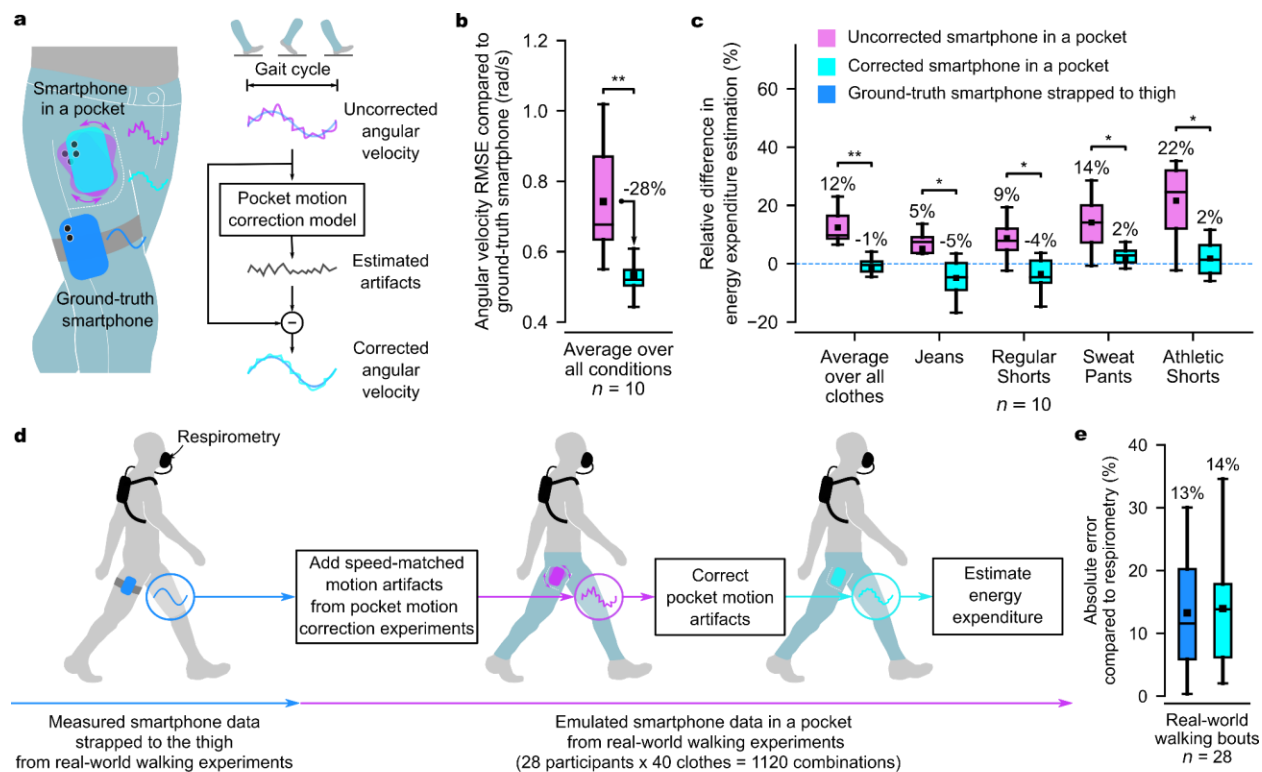 a
Smartphone
in a pocket
Ground-truth
smartphone
Gait cycle
Uncorrected
angular
velocity
Pocket motion
correction model
Estimated
artifacts
−
Corrected
angular
velocity
b
Angular velocity RMSE compared to
ground-truth smartphone (rad/s)
1.2
1.0
0.8
0.6
0.4
**
-28%
Average over
all conditions
n = 10
c
Uncorrected smartphone in a pocket
Corrected smartphone in a pocket
Ground-truth smartphone strapped to thigh
Relative difference in
energy expenditure estimation (%)
60
40
20
0
−20
**
12%
-1%
*
5%
-5%
*
9%
-4%
*
14%
2%
*
22%
2%
Average
over all
clothes
Jeans
Regular
Shorts
Sweat
Pants
Athletic
Shorts
n = 10
d
Respirometry
Add speed-matched
motion artifacts
from pocket motion
correction experiments
Correct
pocket motion
artifacts
Estimate
energy
expenditure
Measured smartphone data
strapped to the thigh
from real-world walking experiments
Emulated smartphone data in a pocket
from real-world walking experiments
(28 participants x 40 clothes = 1120 combinations)
e
Absolute error
compared to respirometry (%)
40
30
20
10
0
13%
14%
Real-world
walking bouts
n = 28